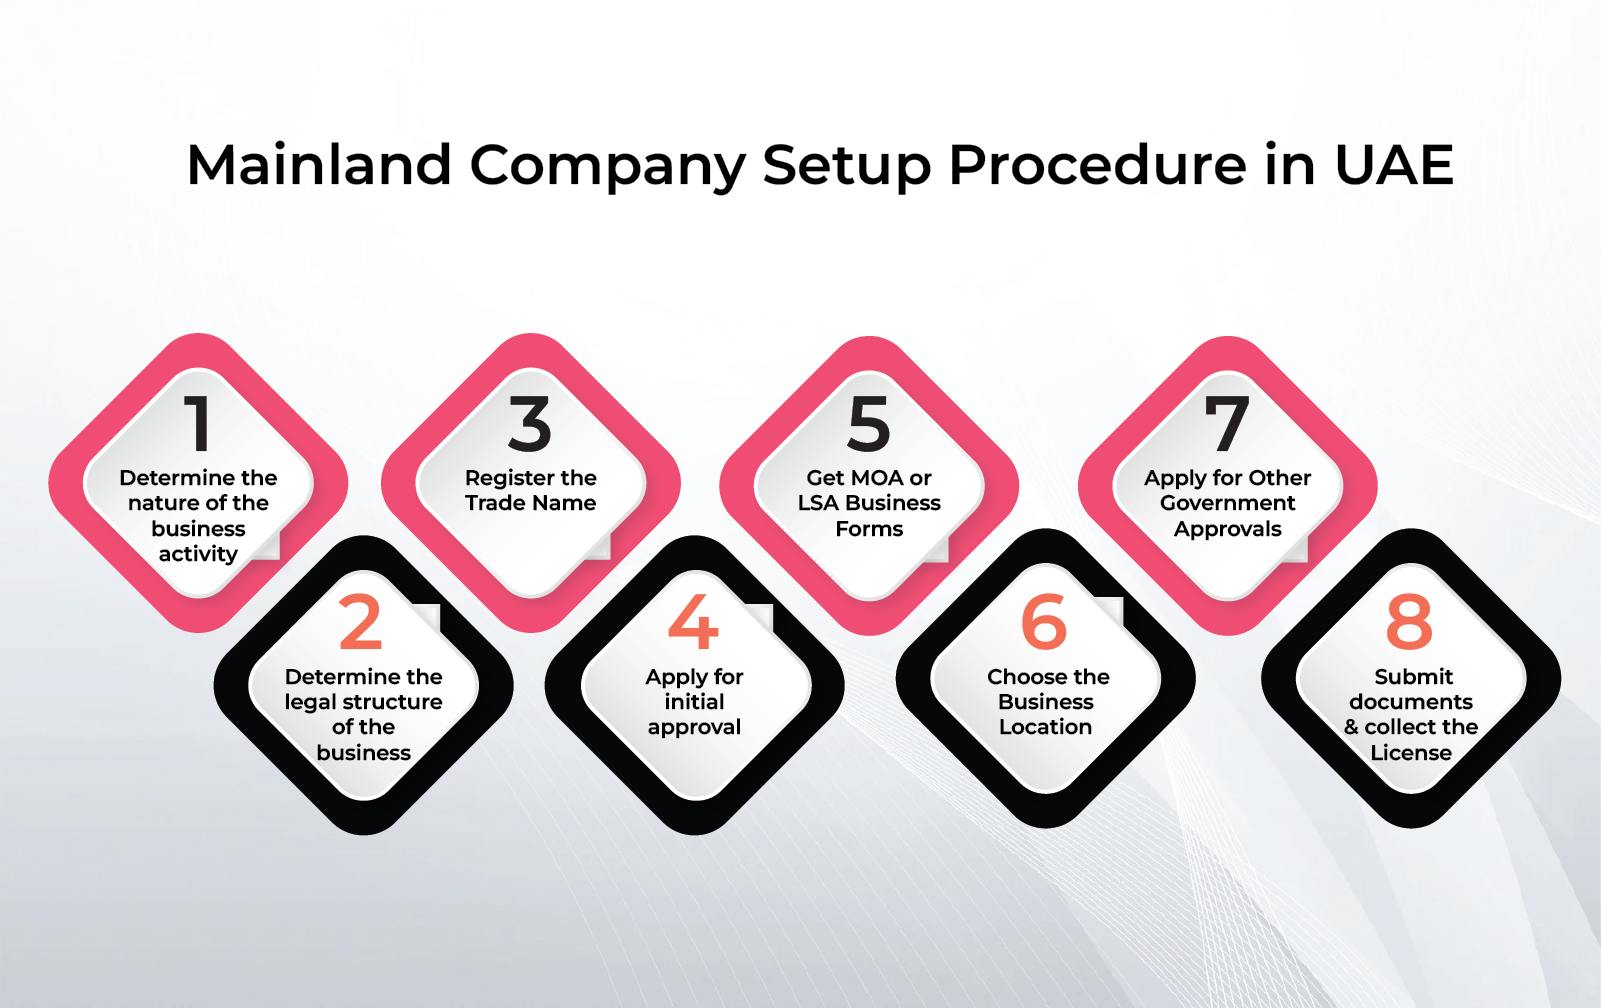 Mainland Company Setup Procedure in UAE
1
Determine the
nature of the
business
activity
2
Determine the
legal structure
of the
business
3
Register the
Trade Name
4
Apply for
initial
approval
5
Get MOA or
LSA Business
Forms
6
Choose the
Business
Location
7
Apply for Other
Government
Approvals
8
Submit
documents
& collect the
License